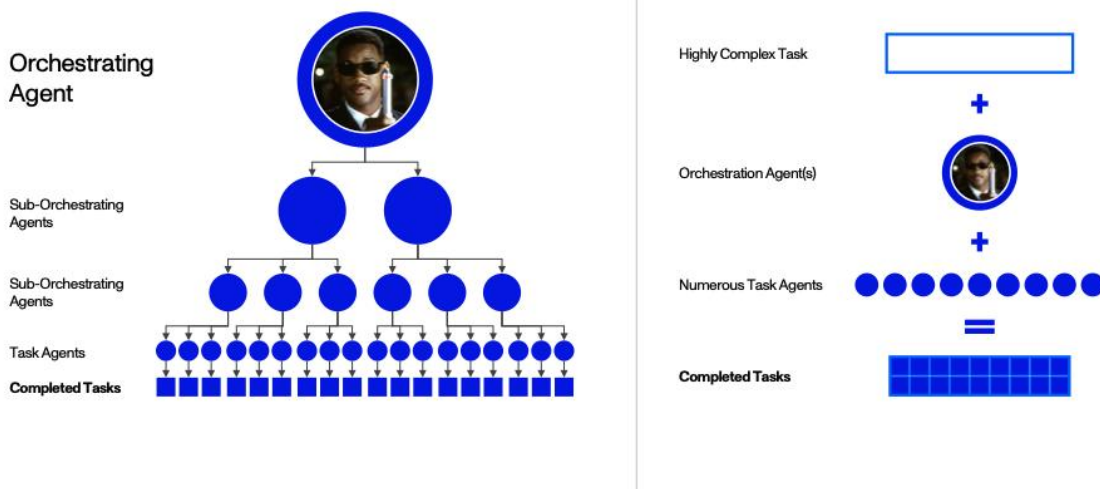 Orchestrating
Agent
Sub-Orchestrating
Agents
Sub-Orchestrating
Agents
Task Agents
Completed Tasks
Highly Complex Task
+
Orchestration Agent(s)
+
Numerous Task Agents
=
Completed Tasks